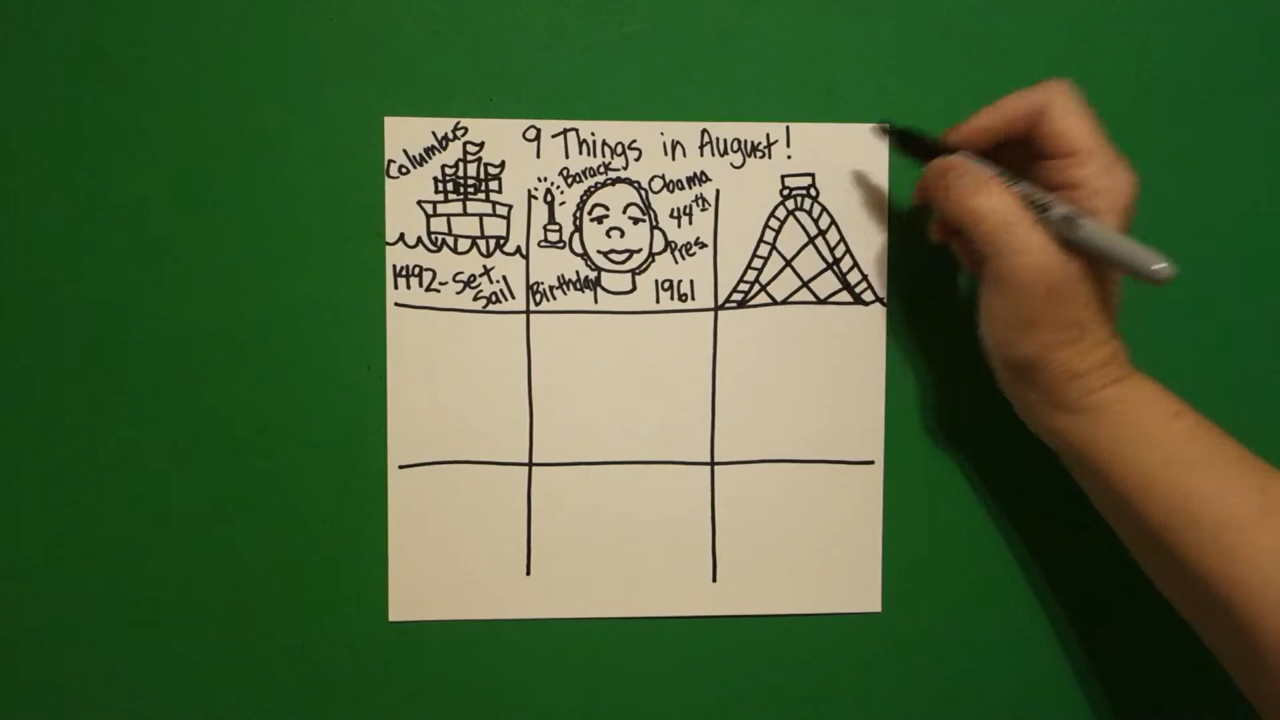 9 Things in August!
Columbus
1492-set
sail
Barack
Obama
44th
Pres.
Birthday
1961